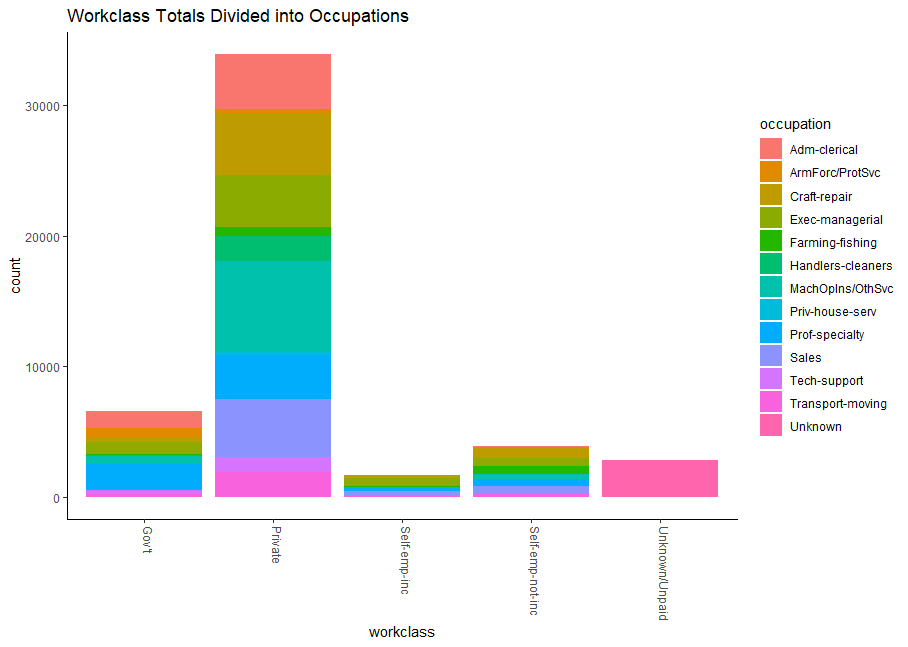 Workclass Totals Divided into Occupations
count
30000
20000
10000
0
Gov't
Private
Self-emp-inc
Self-emp-not-inc
Unknown/Unpaid
workclass
occupation
Adm-clerical
ArmForc/ProtSvc
Craft-repair
Exec-managerial
Farming-fishing
Handlers-cleaners
MachOpIns/OthSvc
Priv-house-serv
Prof-specialty
Sales
Tech-support
Transport-moving
Unknown